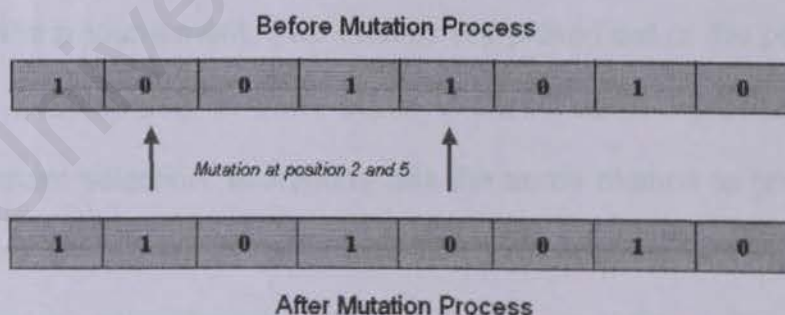 Before Mutation Process
1 0 0 1 1 0 1 0
Mutation at position 2 and 5
1 1 0 1 0 0 1 0
After Mutation Process